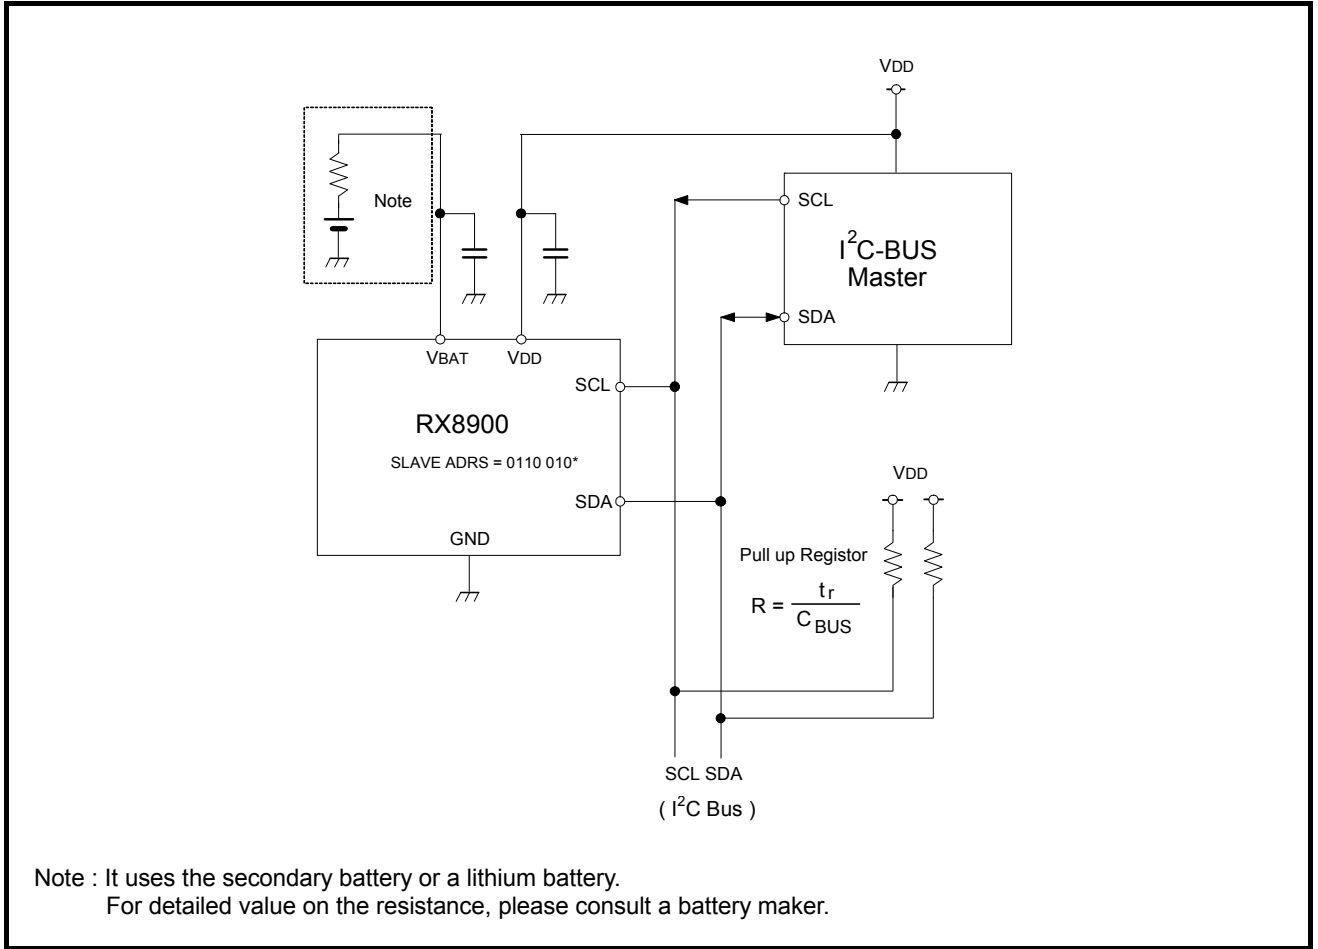 VDD
Note
SCL
I²C-BUS
Master
SDA
VBAT
VDD
SCL
RX8900
SLAVE ADRS = 0110 010*
SDA
GND
VDD
Pull up Registor
R = tr / CBUS
SCL SDA
( I²C Bus )
Note : It uses the secondary battery or a lithium battery.
For detailed value on the resistance, please consult a battery maker.